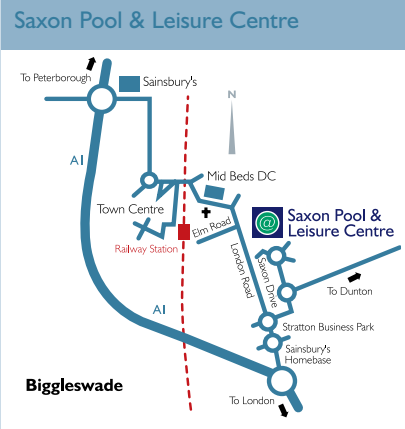 Saxon Pool & Leisure Centre
To Peterborough
Sainsbury's
N
A1
Mid Beds DC
Town Centre
Elm Road
Saxon Pool &
Leisure Centre
@
Railway Station
London Road
Saxon Drive
To Dunton
A1
Stratton Business Park
Sainsbury's
Homebase
Biggleswade
To London